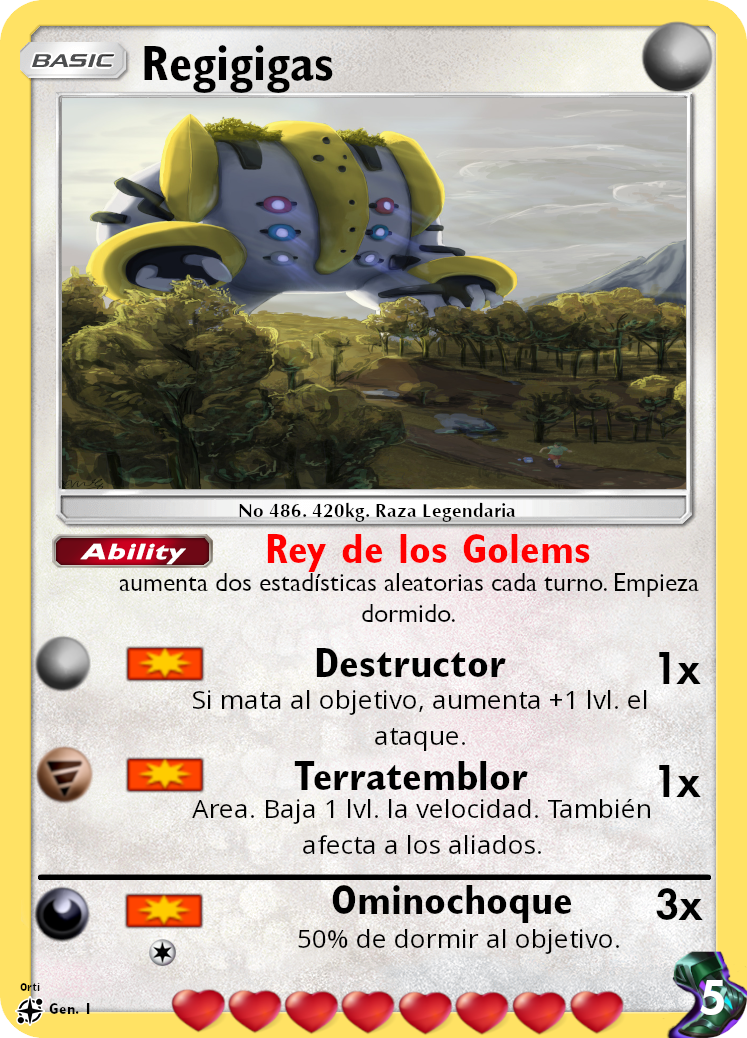 BASIC Regigigas
No 486. 420kg. Raza Legendaria
Ability Rey de los Golems
aumenta dos estadísticas aleatorias cada turno. Empieza
dormido.
Destructor 1x
Si mata al objetivo, aumenta +1 lvl. el
ataque.
Terratemblor 1x
Area. Baja 1 lvl. la velocidad. También
afecta a los aliados.
Ominochoque 3x
50% de dormir al objetivo.
Orti
Gen. 1
5